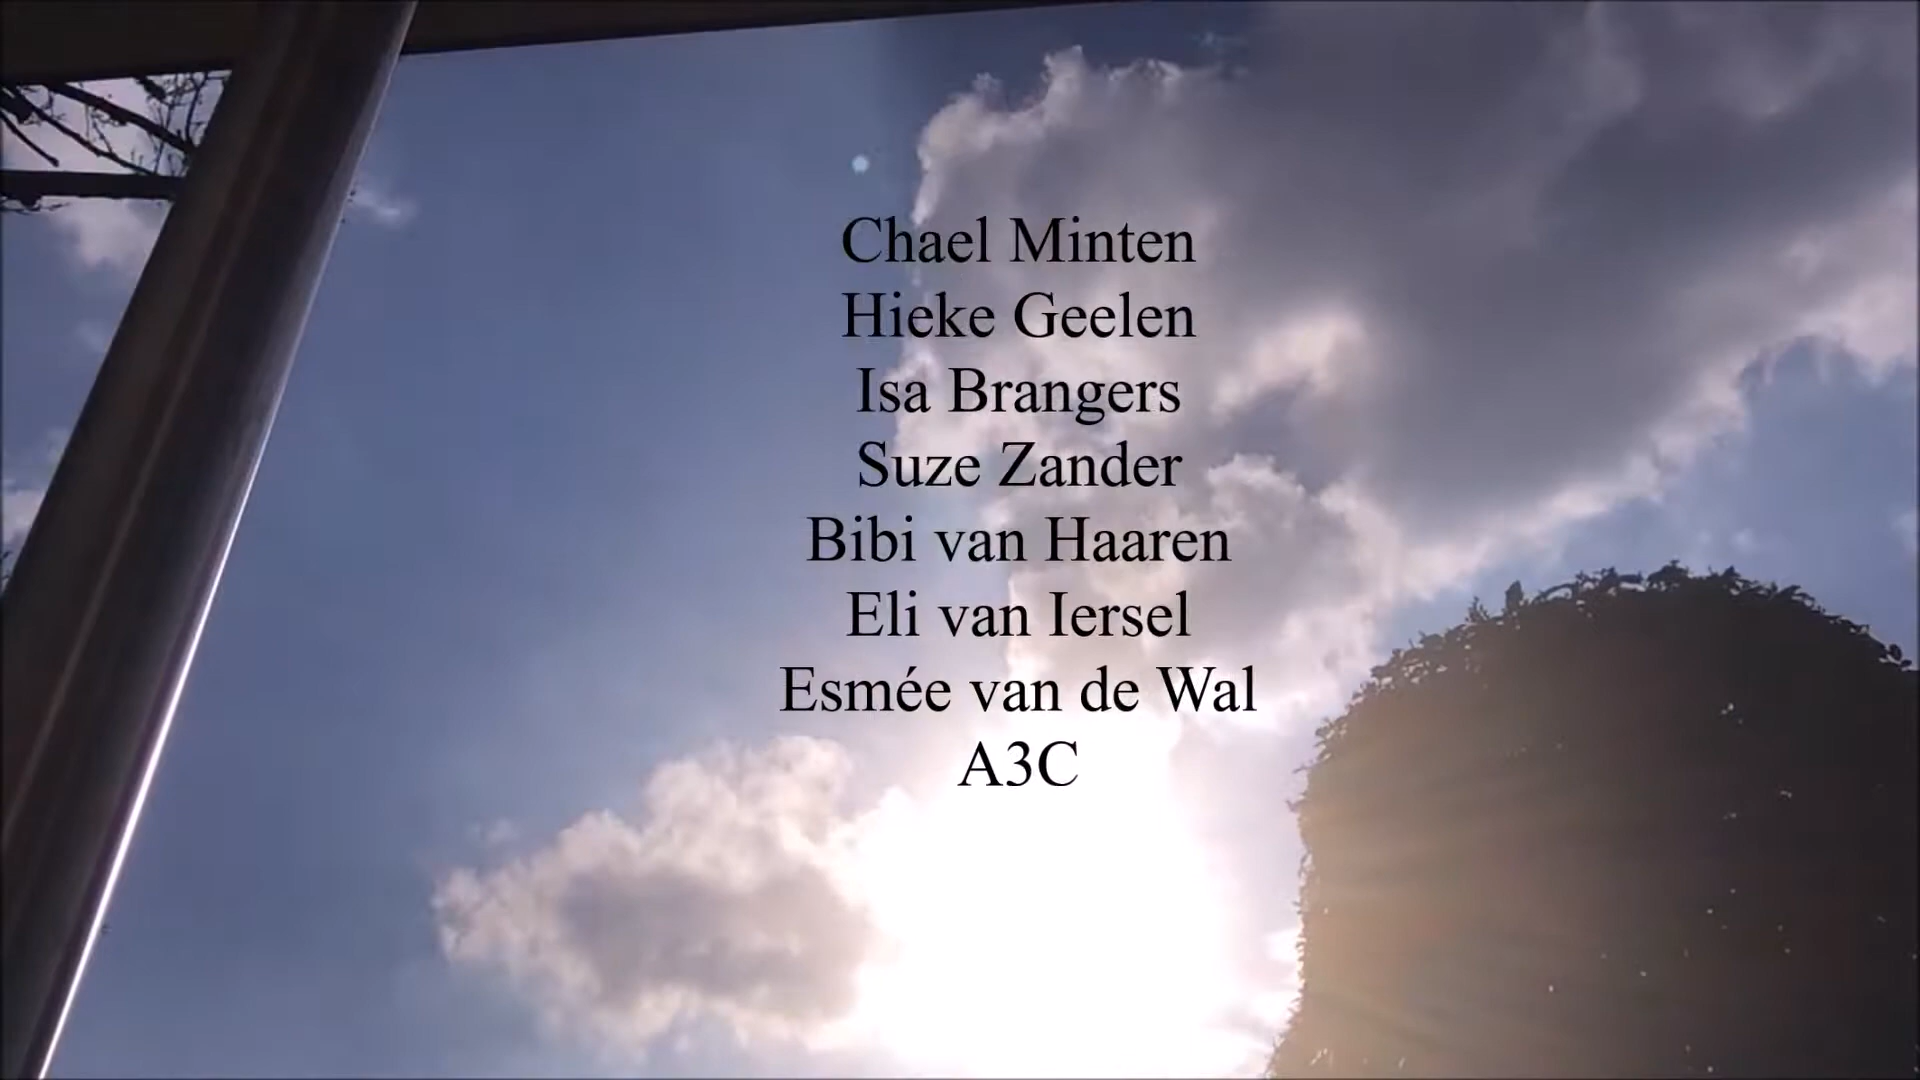 Chael Minten
Hieke Geelen
Isa Brangers
Suze Zander
Bibi van Haaren
Eli van Iersel
Esmée van de Wal
A3C